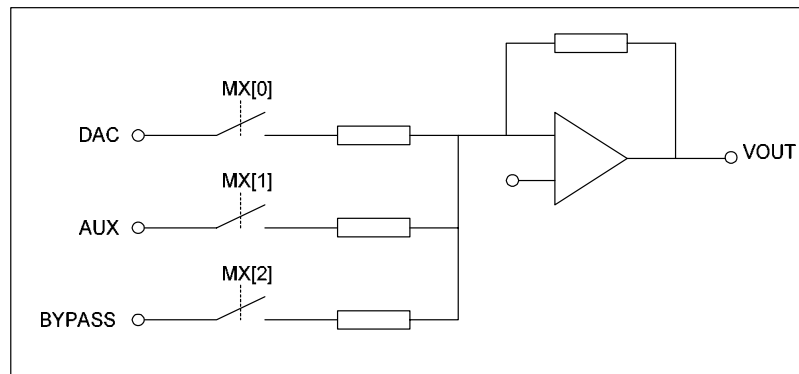 MX[0]
DAC
VOUT
MX[1]
AUX
MX[2]
BYPASS